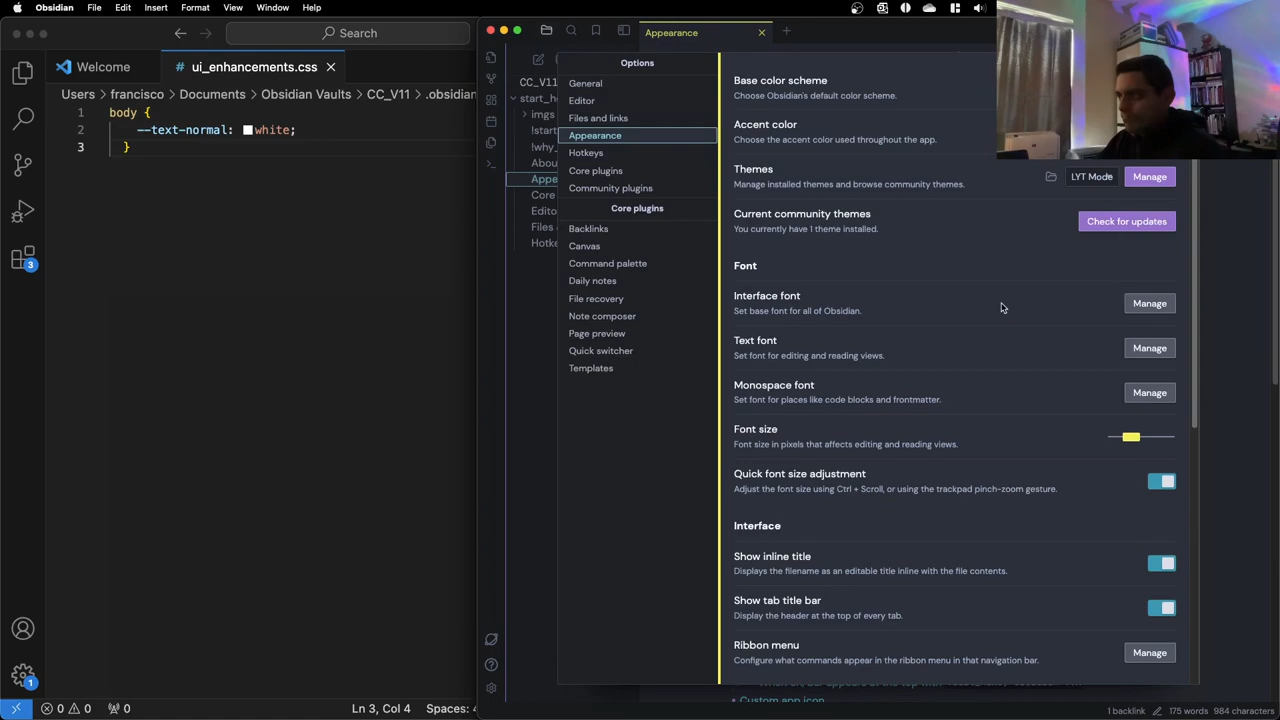 Obsidian File Edit Insert Format View Window Help
Search
Welcome
# ui_enhancements.css
Users > francisco > Documents > Obsidian Vaults > CC_V11 > .obsidian
1 body {
2 --text-normal: white;
3 }
3
1
0 0 0
Ln 3, Col 4 Spaces: 4
Appearance
CC_V11
start_h
imgs
!start
!why_
Abou
Appe
Core
Edito
Files
Hotke
Options
General
Editor
Files and links
Appearance
Hotkeys
Core plugins
Community plugins
Core plugins
Backlinks
Canvas
Command palette
Daily notes
File recovery
Note composer
Page preview
Quick switcher
Templates
Base color scheme
Choose Obsidian's default color scheme.
Accent color
Choose the accent color used throughout the app.
Themes
Manage installed themes and browse community themes.
LYT Mode
Manage
Current community themes
You currently have 1 theme installed.
Check for updates
Font
Interface font
Set base font for all of Obsidian.
Manage
Text font
Set font for editing and reading views.
Manage
Monospace font
Set font for places like code blocks and frontmatter.
Manage
Font size
Font size in pixels that affects editing and reading views.
Quick font size adjustment
Adjust the font size using Ctrl + Scroll, or using the trackpad pinch-zoom gesture.
Interface
Show inline title
Displays the filename as an editable title inline with the file contents.
Show tab title bar
Display the header at the top of every tab.
Ribbon menu
Configure what commands appear in the ribbon menu in that navigation bar.
Manage
Custom app icon
1 backlink 175 words 984 characters